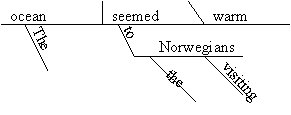 ocean seemed warm
The to Norwegians
the visiting